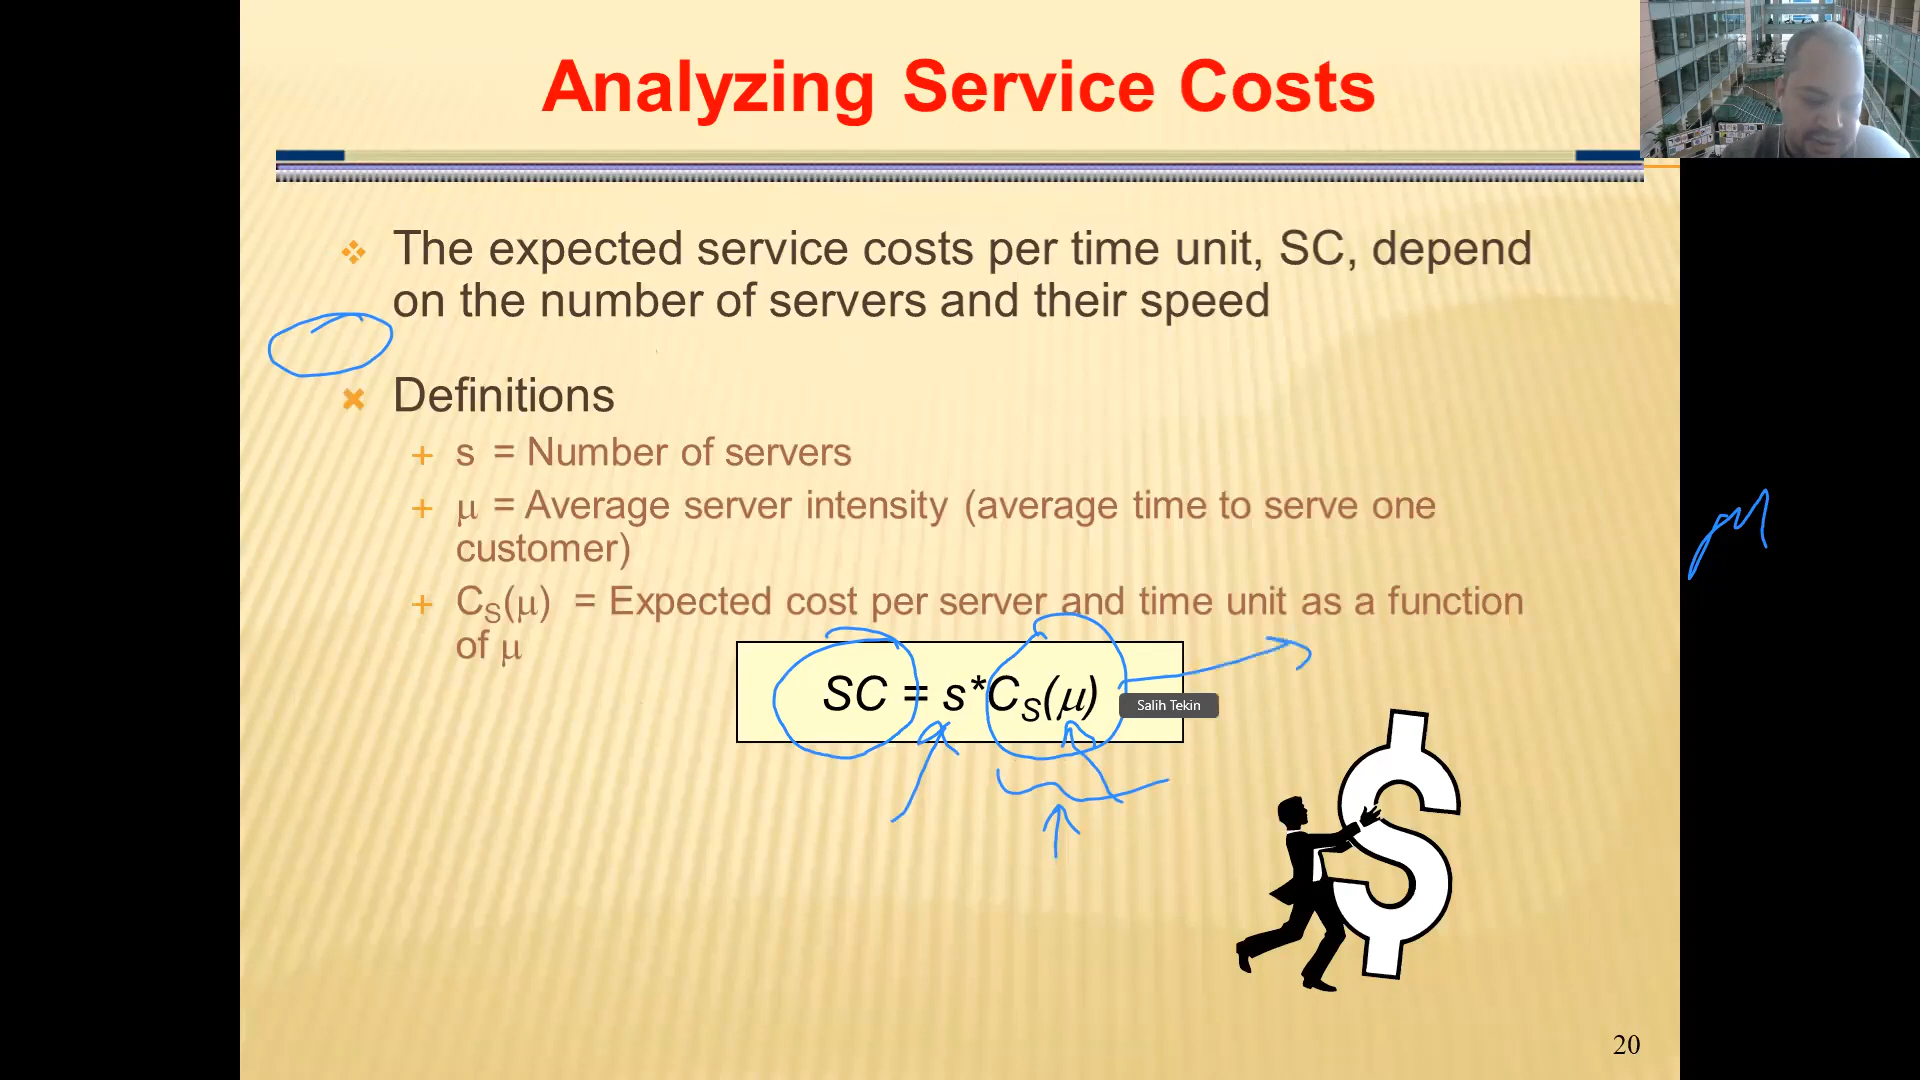 Analyzing Service Costs
The expected service costs per time unit, SC, depend
on the number of servers and their speed
Definitions
s = Number of servers
μ = Average server intensity (average time to serve one
customer)
C_S(μ) = Expected cost per server and time unit as a function
of μ
SC = s*C_S(μ)
Salih Tekin
20